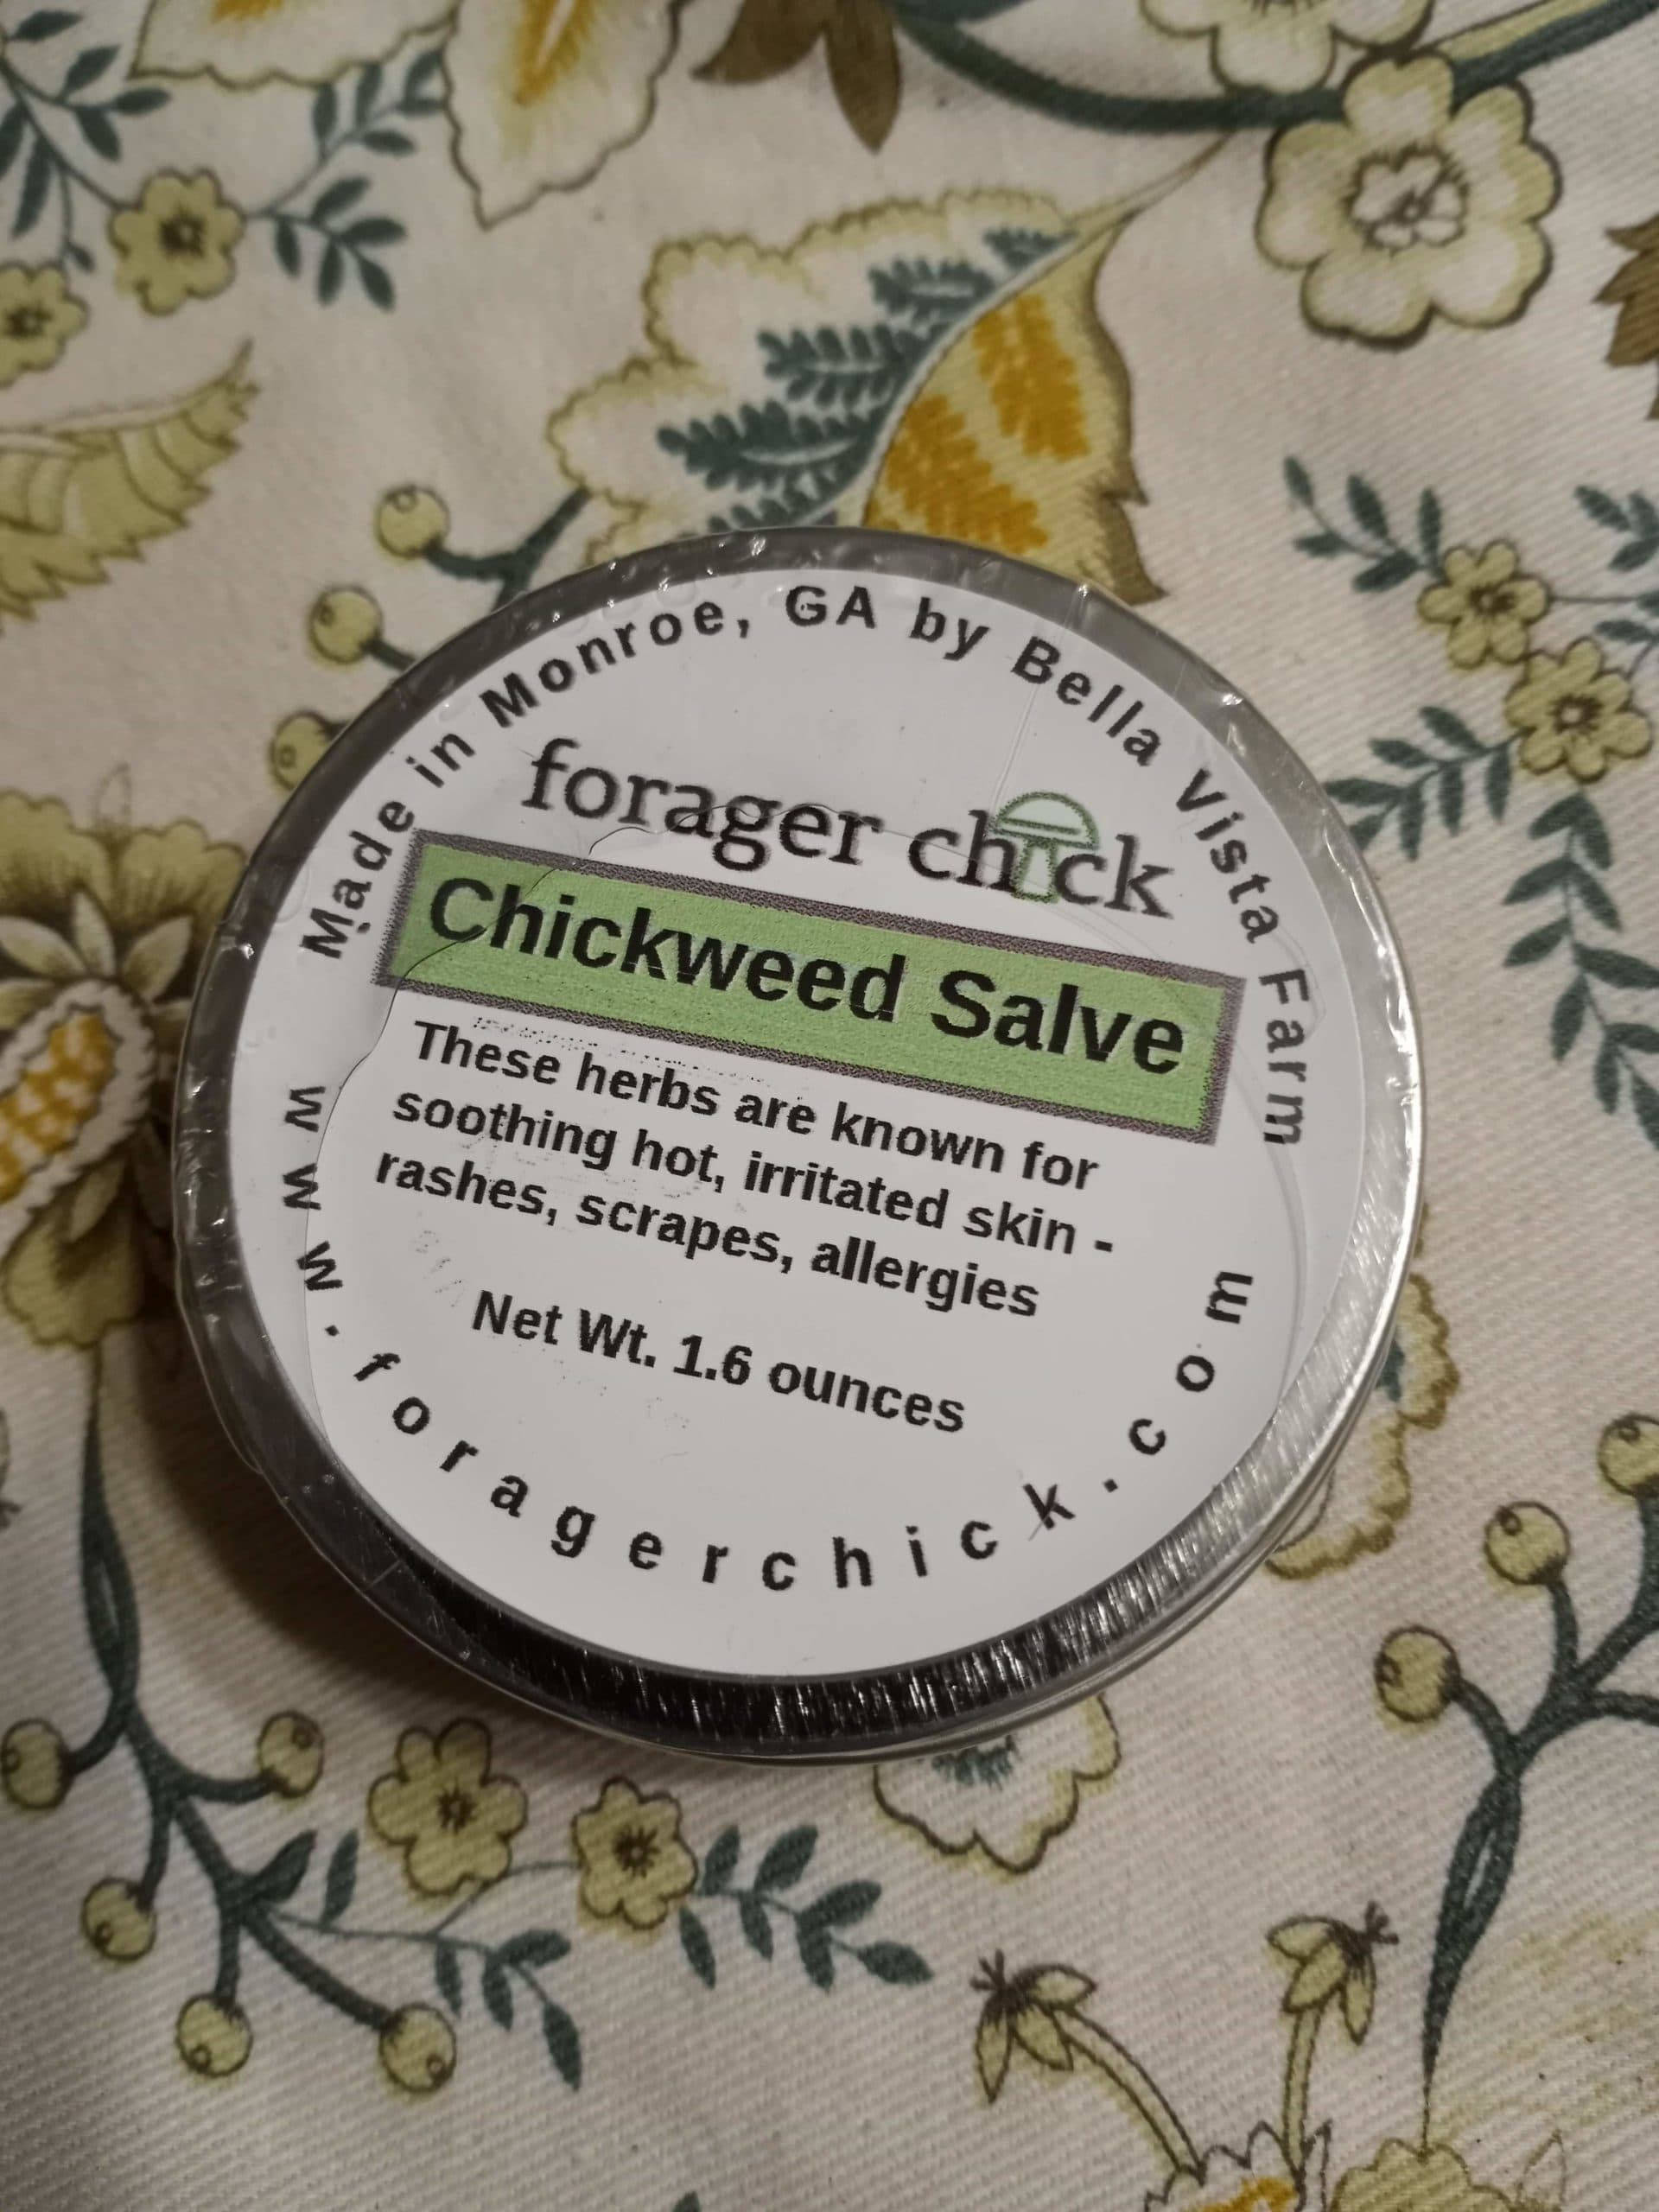 Made in Monroe, GA by Bella Vista Farm
forager chick
Chickweed Salve
These herbs are known for
soothing hot, irritated skin -
rashes, scrapes, allergies
Net Wt. 1.6 ounces
www.foragerchick.com